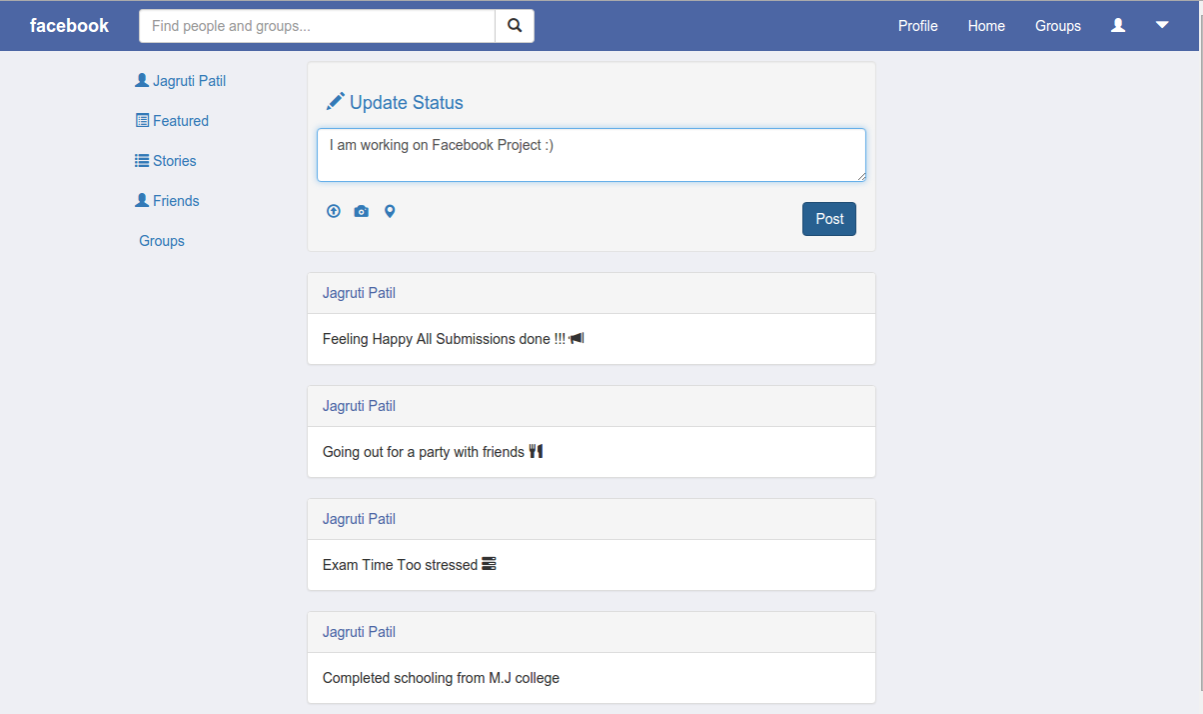 facebook
Find people and groups...
Profile Home Groups
Jagruti Patil
Featured
Stories
Friends
Groups
Update Status
I am working on Facebook Project :)
Post
Jagruti Patil
Feeling Happy All Submissions done !!!
Jagruti Patil
Going out for a party with friends
Jagruti Patil
Exam Time Too stressed
Jagruti Patil
Completed schooling from M.J college